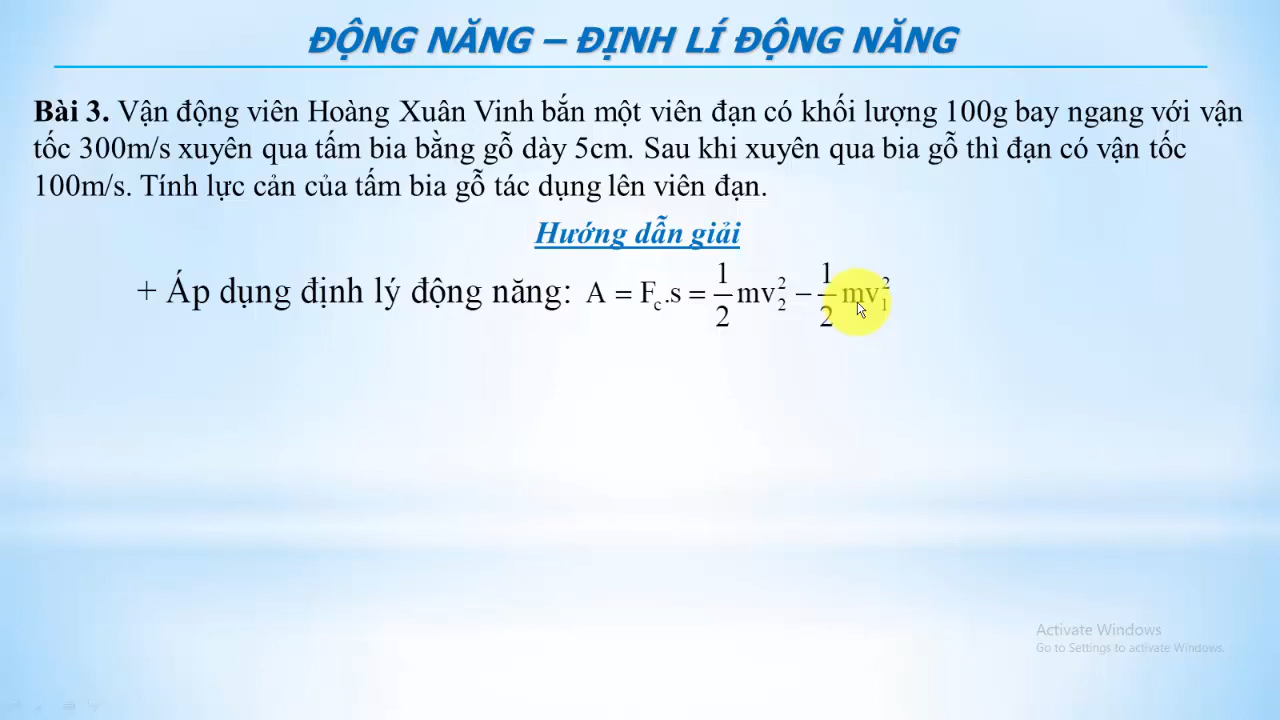 ĐỘNG NĂNG – ĐỊNH LÍ ĐỘNG NĂNG
Bài 3. Vận động viên Hoàng Xuân Vinh bắn một viên đạn có khối lượng 100g bay ngang với vận
tốc 300m/s xuyên qua tấm bia bằng gỗ dày 5cm. Sau khi xuyên qua bia gỗ thì đạn có vận tốc
100m/s. Tính lực cản của tấm bia gỗ tác dụng lên viên đạn.
Hướng dẫn giải
+ Áp dụng định lý động năng: A = F_c.s = 1/2 mv_2^2 − 1/2 mv_1^2
Activate Windows
Go to Settings to activate Windows.